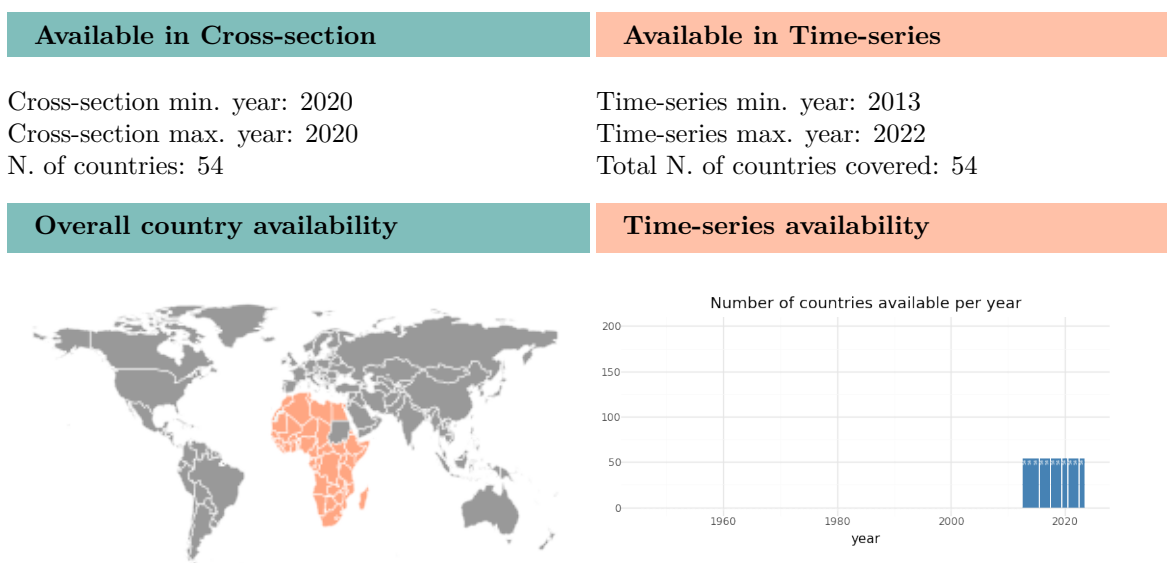 Available in Cross-section
Available in Time-series
Cross-section min. year: 2020
Cross-section max. year: 2020
N. of countries: 54
Time-series min. year: 2013
Time-series max. year: 2022
Total N. of countries covered: 54
Overall country availability
Time-series availability
Number of countries available per year
200
150
100
50
0
1960
1980
2000
2020
year